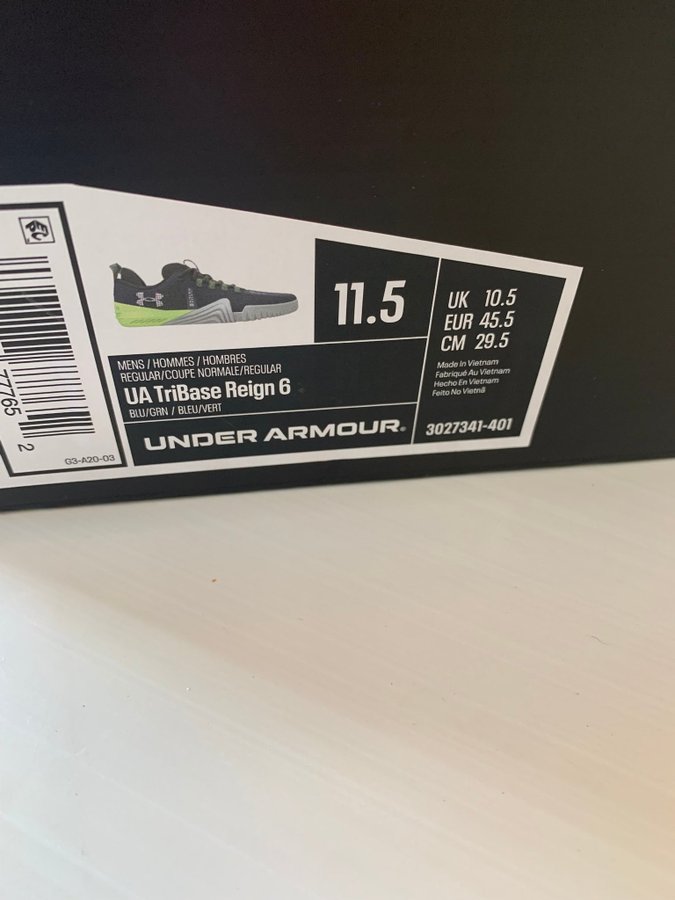 77765
2
G3-A20-03
MENS / HOMMES / HOMBRES
REGULAR/COUPE NORMALE/REGULAR
UA TriBase Reign 6
BLU/GRN / BLEU/VERT
UNDER ARMOUR®
11.5
UK 10.5
EUR 45.5
CM 29.5
Made In Vietnam
Fabriqué Au Vietnam
Hecho En Vietnam
Feito No Vietnã
3027341-401